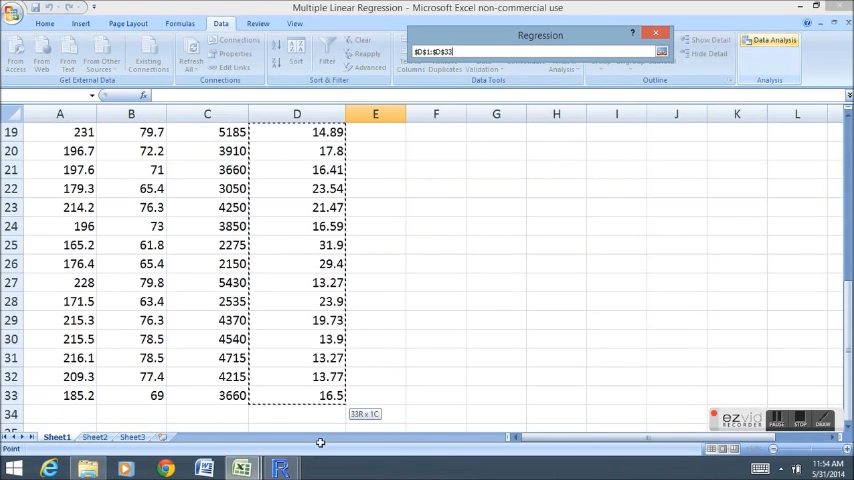 Multiple Linear Regression - Microsoft Excel non-commercial use
Home Insert Page Layout Formulas Data Review View
Regression ?
$D$1:$D$33
From Access From Web From Text From Other Sources Existing Connections
Get External Data
Refresh All Connections Properties Edit Links
Connections
Sort Filter Clear Reapply Advanced
Sort & Filter
Data Tools
Show Detail Hide Detail
Outline
Data Analysis
Analysis
fx
A B C D E F G H I J K L
19 231 79.7 5185 14.89
20 196.7 72.2 3910 17.8
21 197.6 71 3660 16.41
22 179.3 65.4 3050 23.54
23 214.2 76.3 4250 21.47
24 196 73 3850 16.59
25 165.2 61.8 2275 31.9
26 176.4 65.4 2150 29.4
27 228 79.8 5430 13.27
28 171.5 63.4 2535 23.9
29 215.3 76.3 4370 19.73
30 215.5 78.5 4540 13.9
31 216.1 78.5 4715 13.27
32 209.3 77.4 4215 13.77
33 185.2 69 3660 16.5
34
33R x 1C
ezvid RECORDER
PAUSE STOP DRAW
Sheet1 Sheet2 Sheet3
Point
11:54 AM
5/31/2014